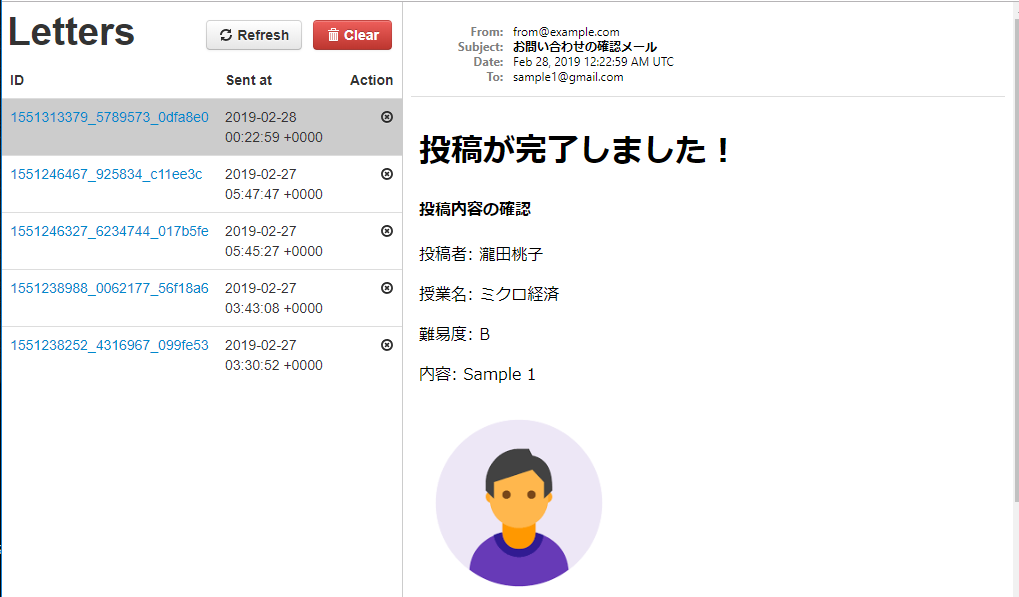 Letters
Refresh
Clear
ID Sent at Action
1551313379_5789573_0dfa8e0 2019-02-28
00:22:59 +0000
1551246467_925834_c11ee3c 2019-02-27
05:47:47 +0000
1551246327_6234744_017b5fe 2019-02-27
05:45:27 +0000
1551238988_0062177_56f18a6 2019-02-27
03:43:08 +0000
1551238252_4316967_099fe53 2019-02-27
03:30:52 +0000
From: from@example.com
Subject: お問い合わせの確認メール
Date: Feb 28, 2019 12:22:59 AM UTC
To: sample1@gmail.com
投稿が完了しました！
投稿内容の確認
投稿者: 瀧田桃子
授業名: ミクロ経済
難易度: B
内容: Sample 1